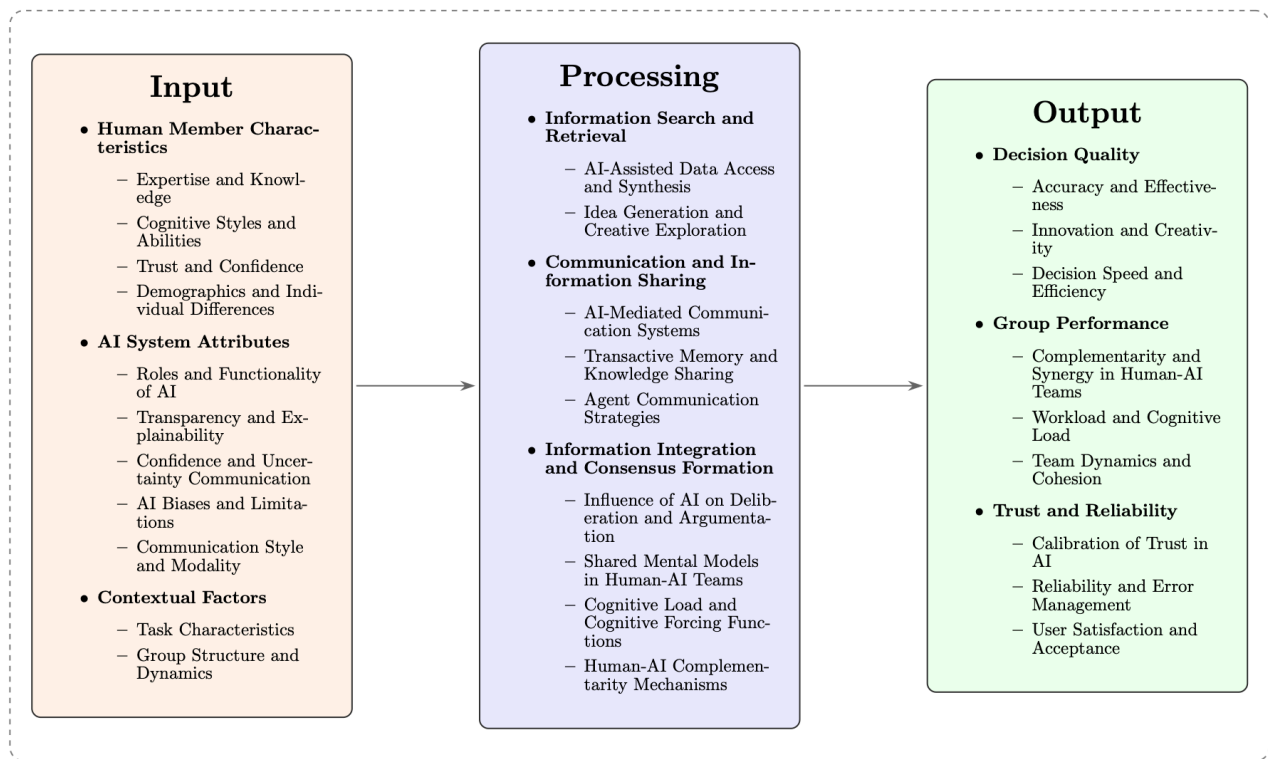 Input
• Human Member Charac-
teristics
– Expertise and Knowl-
edge
– Cognitive Styles and
Abilities
– Trust and Confidence
– Demographics and Indi-
vidual Differences
• AI System Attributes
– Roles and Functionality
of AI
– Transparency and Ex-
plainability
– Confidence and Uncer-
tainty Communication
– AI Biases and Limita-
tions
– Communication Style
and Modality
• Contextual Factors
– Task Characteristics
– Group Structure and
Dynamics
Processing
• Information Search and
Retrieval
– AI-Assisted Data Access
and Synthesis
– Idea Generation and
Creative Exploration
• Communication and In-
formation Sharing
– AI-Mediated Communi-
cation Systems
– Transactive Memory and
Knowledge Sharing
– Agent Communication
Strategies
• Information Integration
and Consensus Formation
– Influence of AI on Delib-
eration and Argumenta-
tion
– Shared Mental Models
in Human-AI Teams
– Cognitive Load and
Cognitive Forcing Func-
tions
– Human-AI Complemen-
tarity Mechanisms
Output
• Decision Quality
– Accuracy and Effective-
ness
– Innovation and Creativ-
ity
– Decision Speed and
Efficiency
• Group Performance
– Complementarity and
Synergy in Human-AI
Teams
– Workload and Cognitive
Load
– Team Dynamics and
Cohesion
• Trust and Reliability
– Calibration of Trust in
AI
– Reliability and Error
Management
– User Satisfaction and
Acceptance